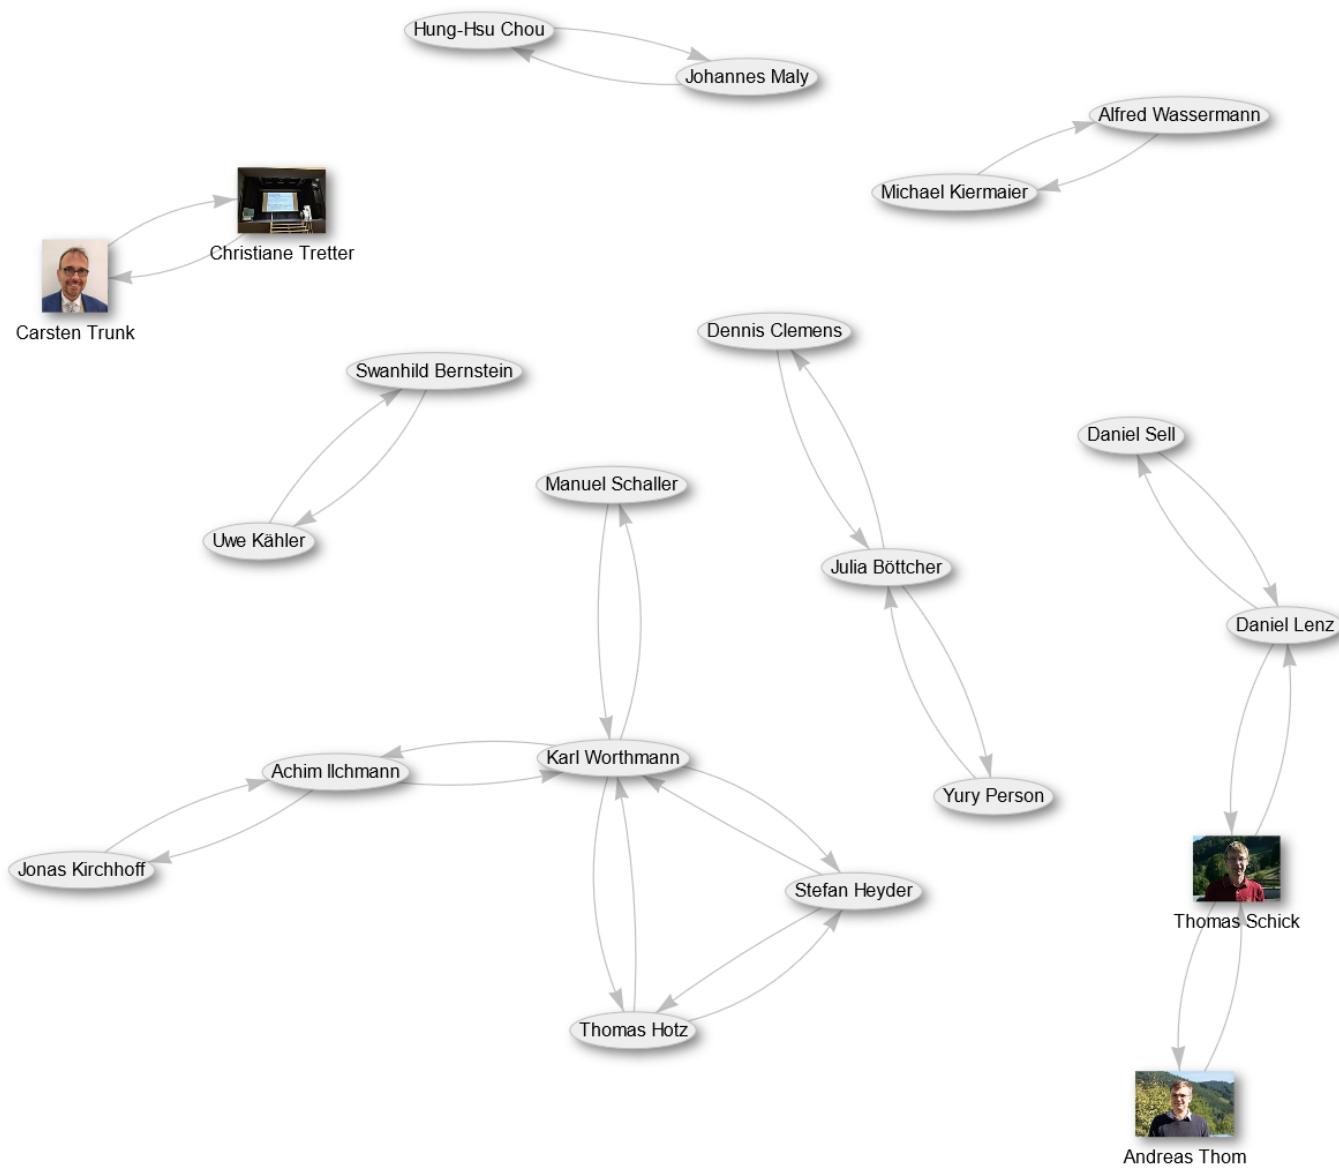 Hung-Hsu Chou
Johannes Maly
Alfred Wassermann
Michael Kiermaier
Christiane Tretter
Carsten Trunk
Dennis Clemens
Swanhild Bernstein
Daniel Sell
Manuel Schaller
Uwe Kähler
Julia Böttcher
Daniel Lenz
Karl Worthmann
Achim Ilchmann
Yury Person
Jonas Kirchhoff
Stefan Heyder
Thomas Schick
Thomas Hotz
Andreas Thom